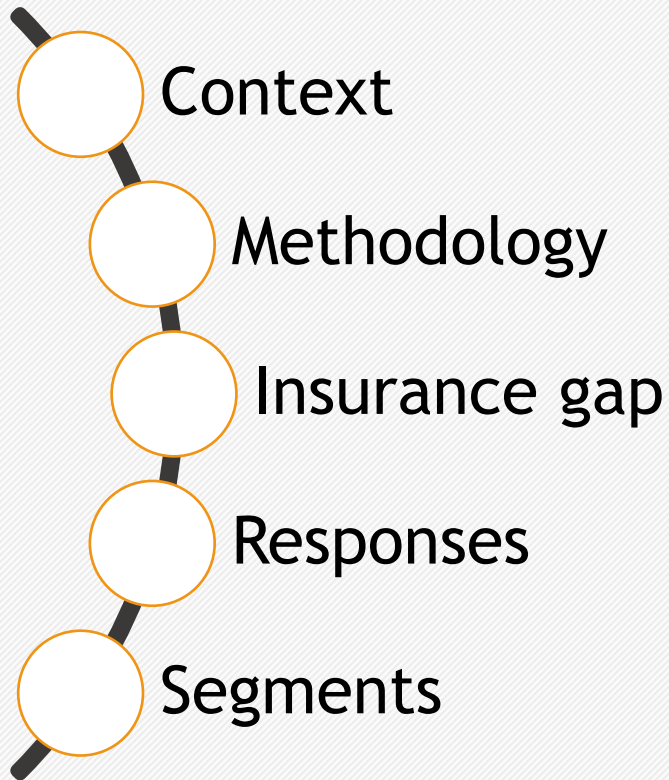 Context
Methodology
Insurance gap
Responses
Segments